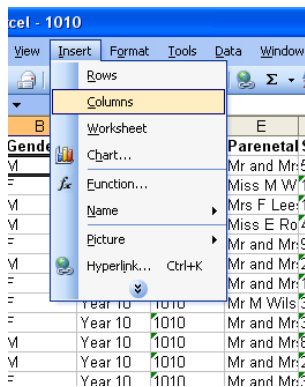 cel - 1010
View Insert Format Tools Data Window
Rows
Columns
Worksheet
Chart...
Function...
Name
Picture
Hyperlink... Ctrl+K
B E
Gende Parenetal S
M Mr and Mr
F Miss M W
M Mrs F Lee
M Miss E Ro
F Mr and Mr
M Mr and Mr
F Mr and Mr
F Year 10 1010 Mr M Wils
F Year 10 1010 Mr and Mr
M Year 10 1010 Mr and Mr
M Year 10 1010 Mr and Mr
F Year 10 1010 Mr and Mr